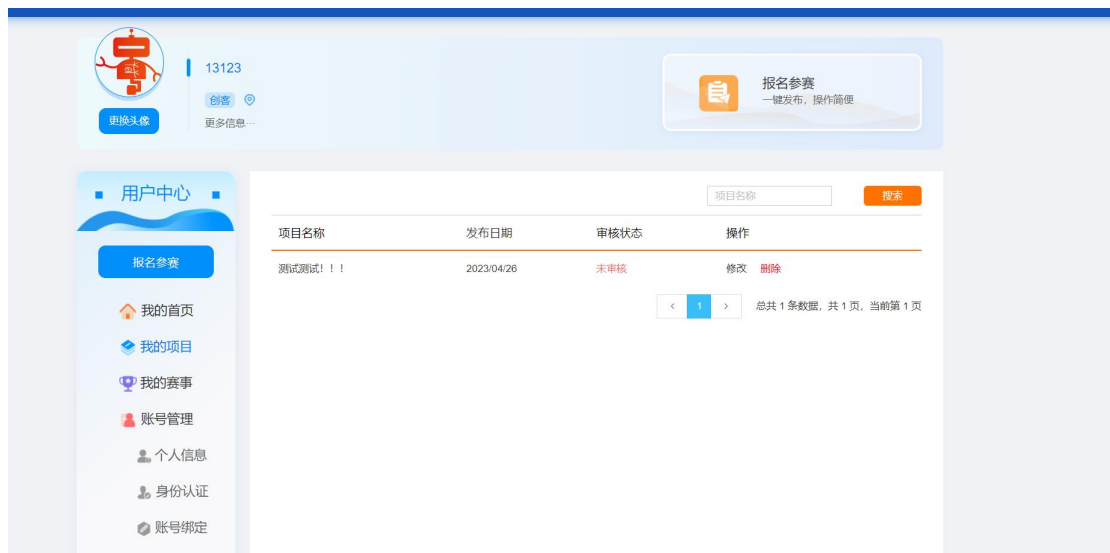 13123
创客
更换头像
更多信息…
报名参赛
一键发布，操作简便
用户中心
报名参赛
我的首页
我的项目
我的赛事
账号管理
个人信息
身份认证
账号绑定
项目名称 搜索
项目名称 发布日期 审核状态 操作
测试测试！！！ 2023/04/26 未审核 修改 删除
< 1 > 总共 1 条数据，共 1 页，当前第 1 页